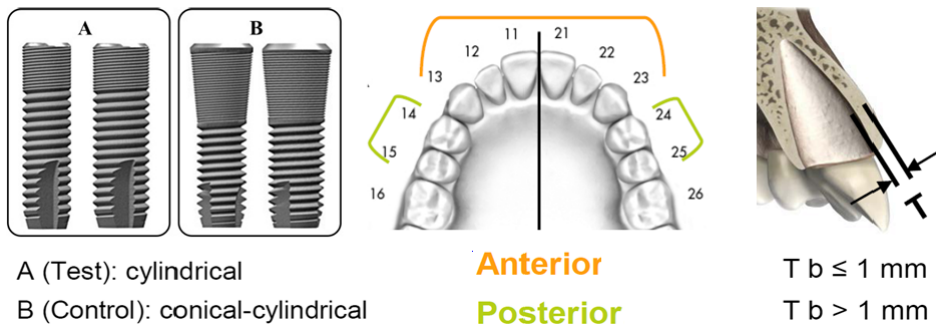 A
B
11
21
12
22
13
23
14
24
15
25
16
26
T
A (Test): cylindrical
B (Control): conical-cylindrical
Anterior
Posterior
T b ≤ 1 mm
T b > 1 mm